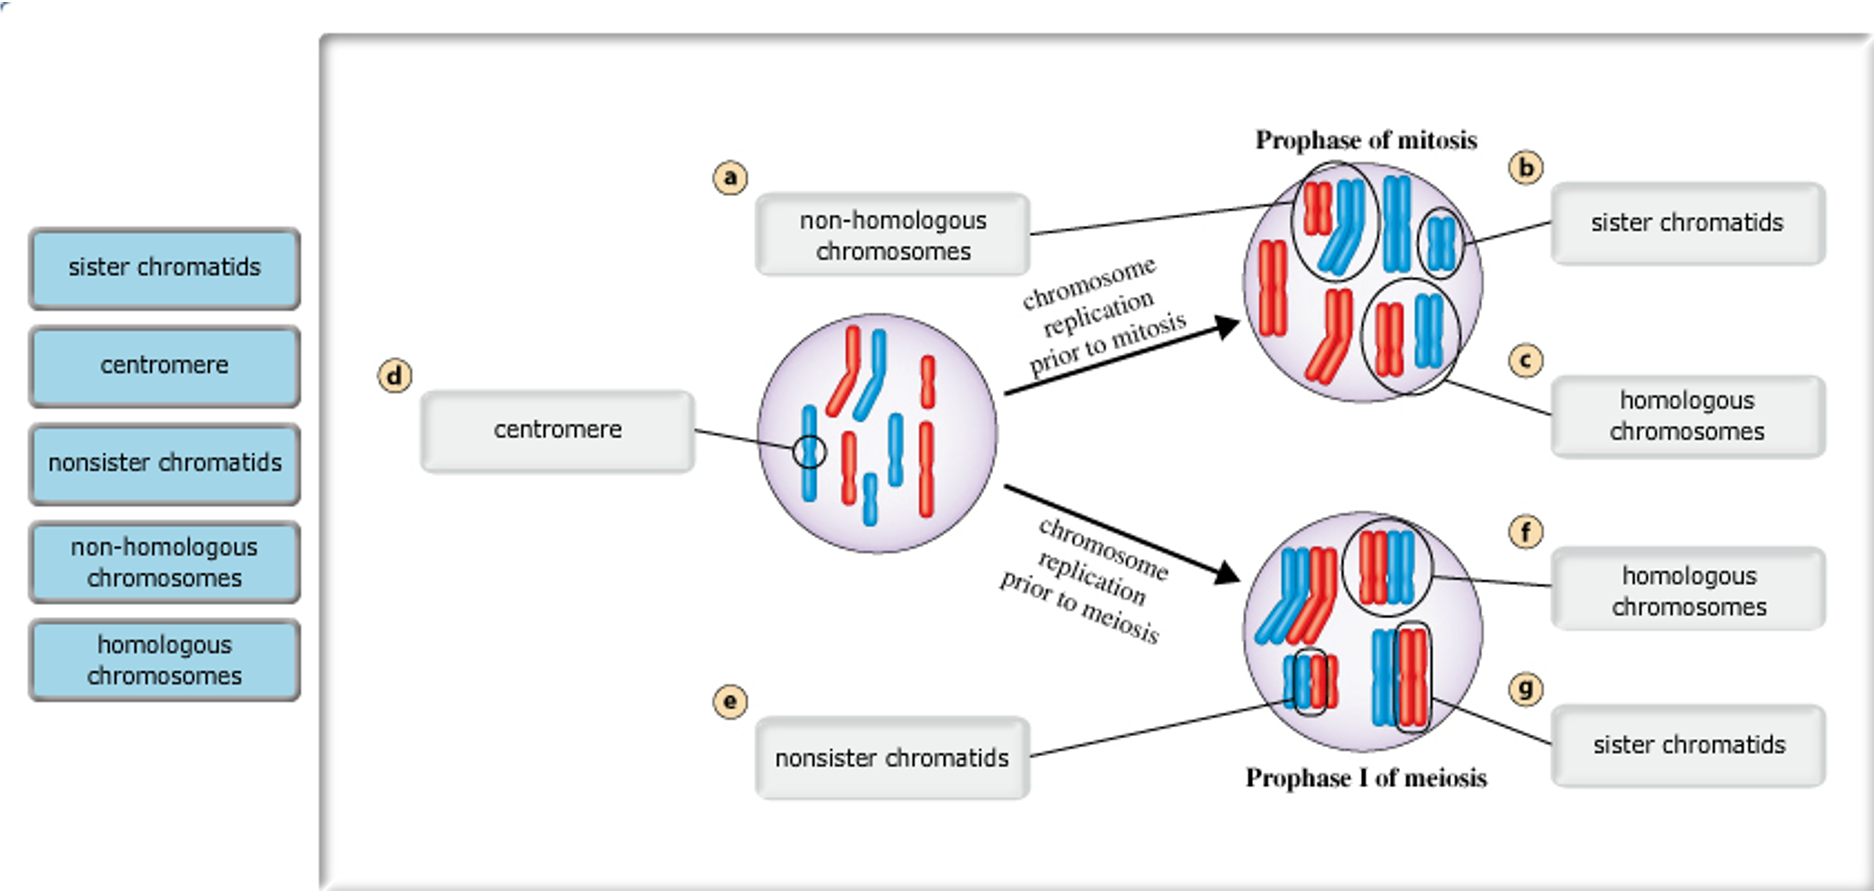 sister chromatids
centromere
nonsister chromatids
non-homologous
chromosomes
homologous
chromosomes
Prophase of mitosis
a
non-homologous
chromosomes
b
sister chromatids
chromosome
replication
prior to mitosis
c
homologous
chromosomes
d
centromere
chromosome
replication
prior to meiosis
f
homologous
chromosomes
e
nonsister chromatids
g
sister chromatids
Prophase I of meiosis